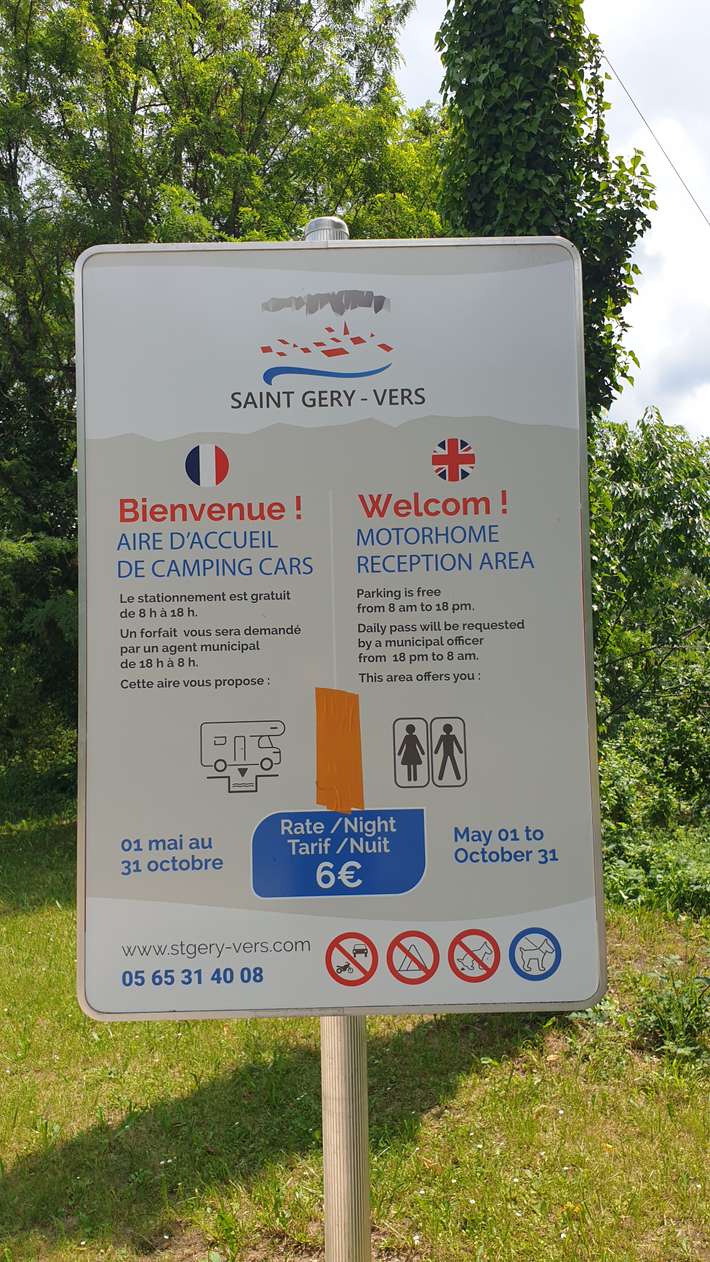 SAINT GERY - VERS
Bienvenue !
AIRE D'ACCUEIL
DE CAMPING CARS
Le stationnement est gratuit
de 8 h à 18 h.
Un forfait vous sera demandé
par un agent municipal
de 18 h à 8 h.
Cette aire vous propose :
Welcom !
MOTORHOME
RECEPTION AREA
Parking is free
from 8 am to 18 pm.
Daily pass will be requested
by a municipal officer
from 18 pm to 8 am.
This area offers you :
01 mai au
31 octobre
Rate /Night
Tarif /Nuit
6€
May 01 to
October 31
www.stgery-vers.com
05 65 31 40 08